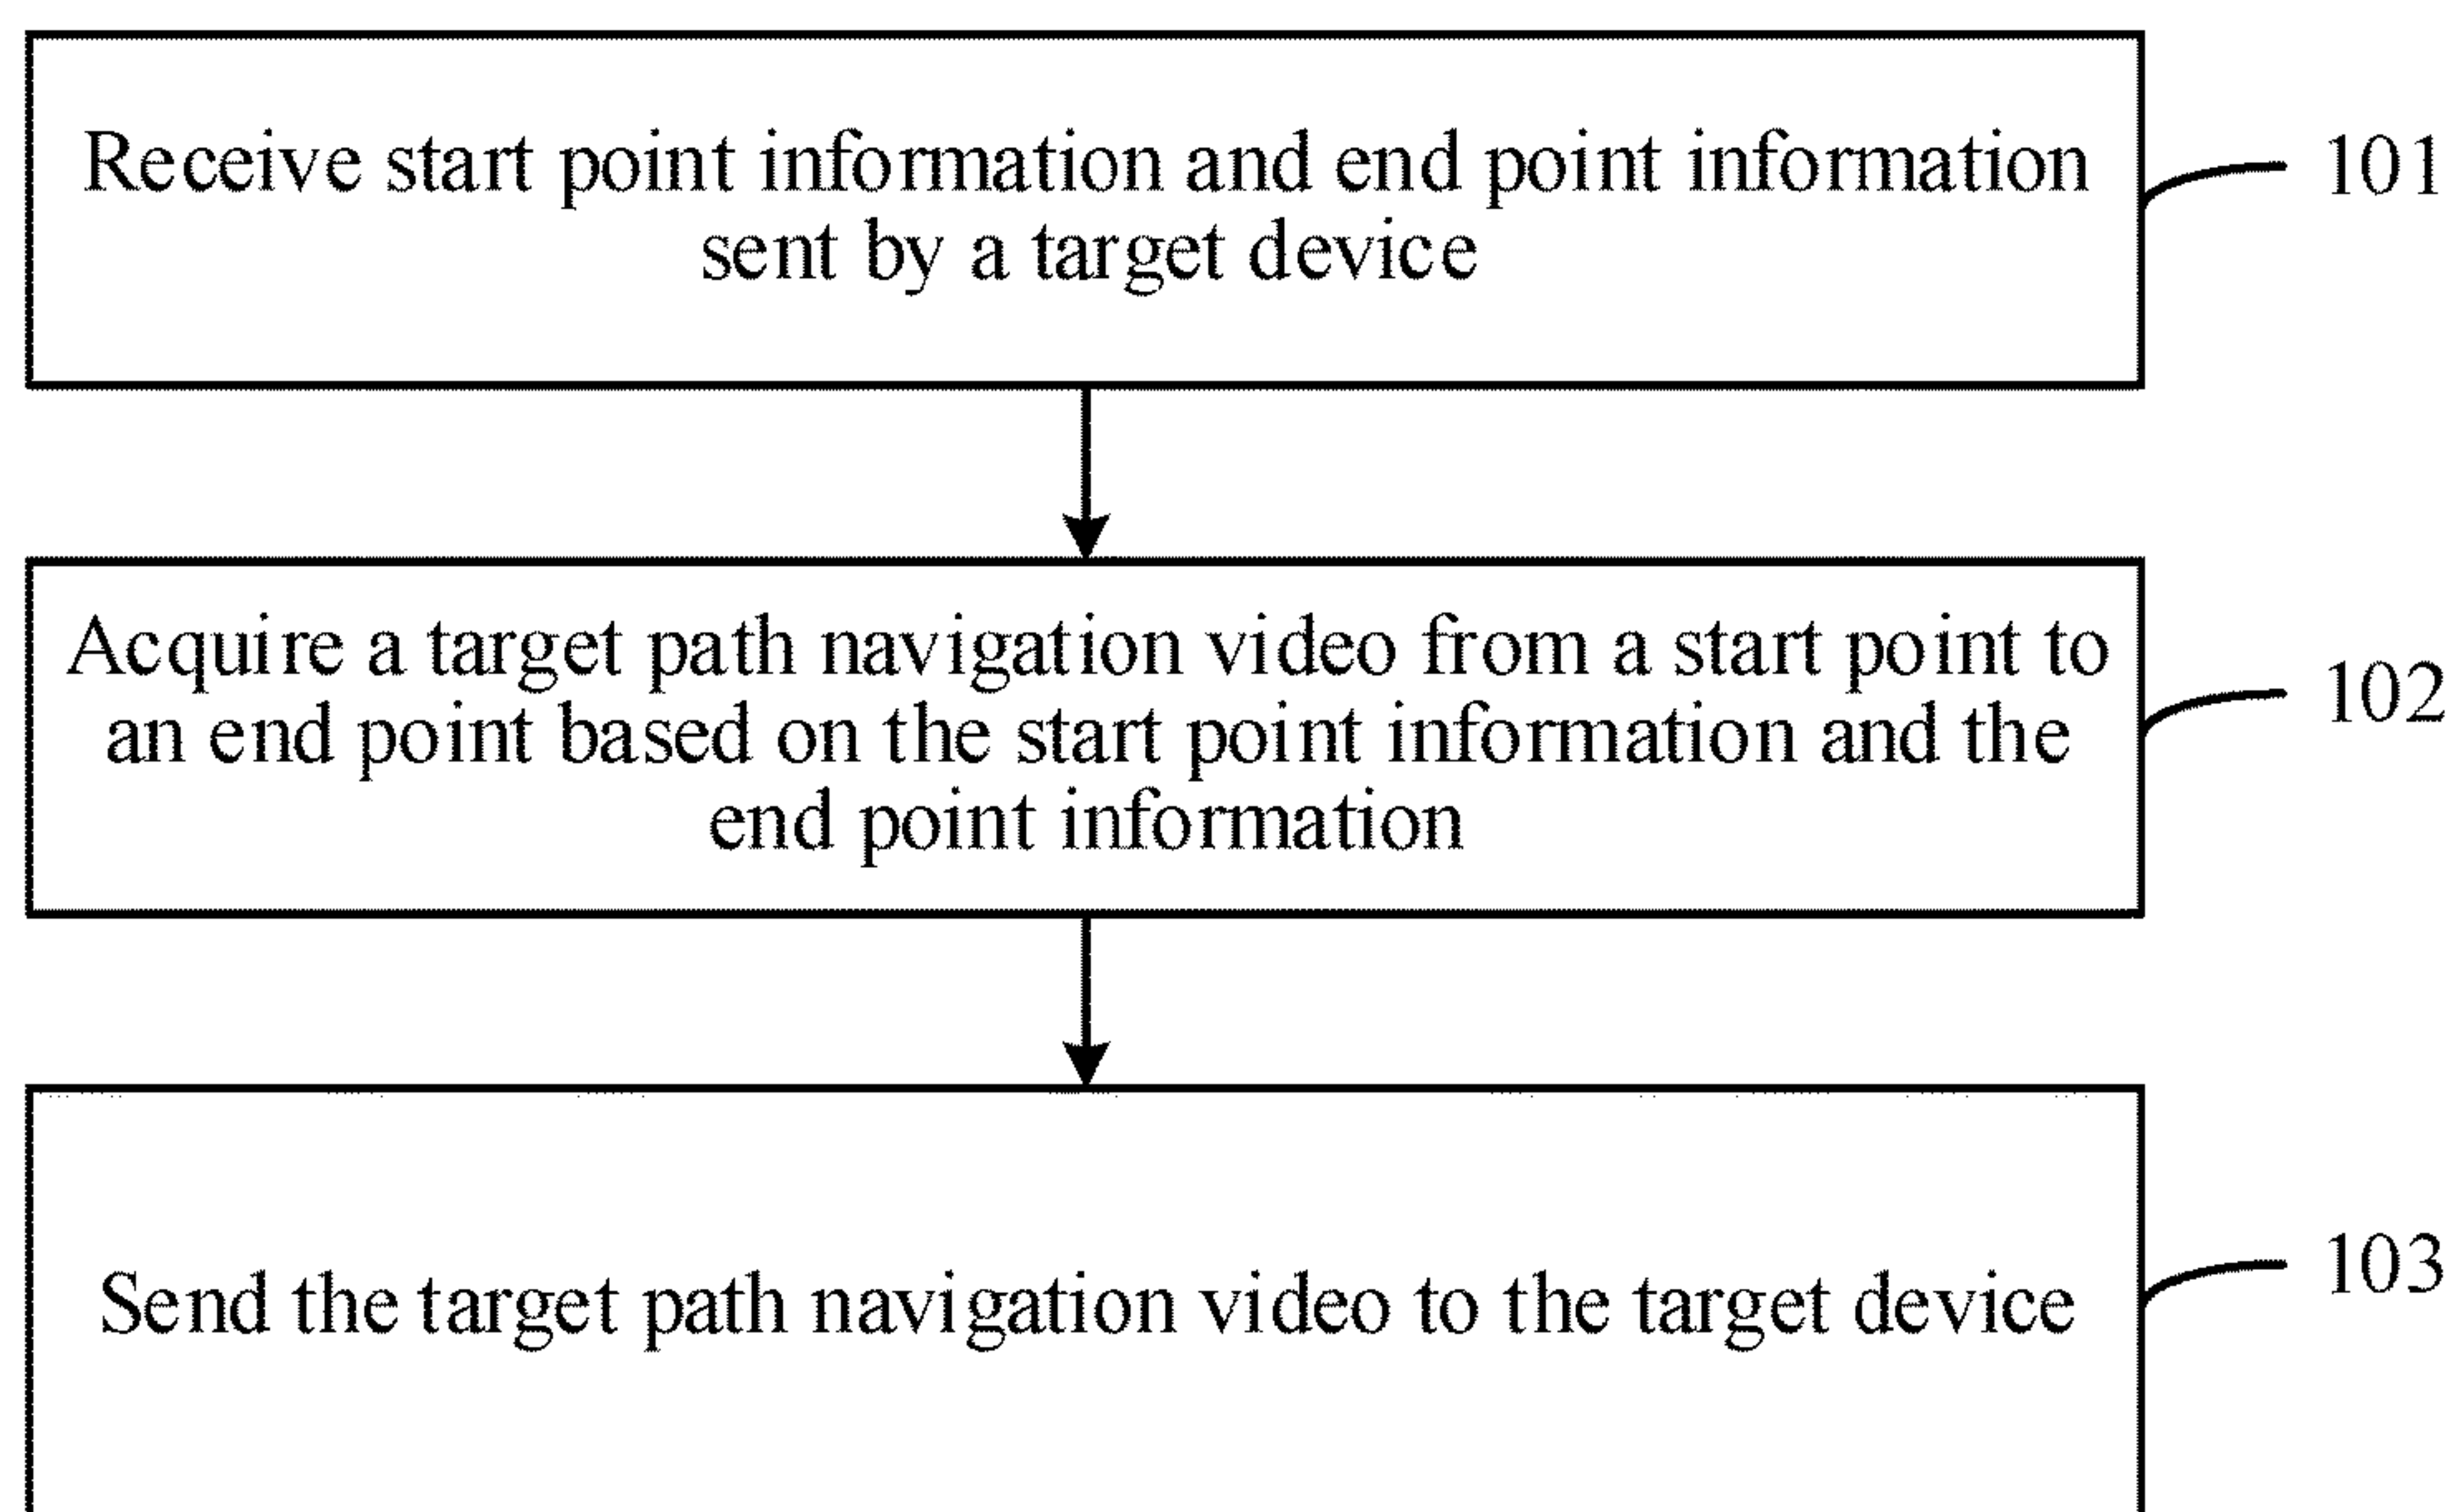 Receive start point information and end point information
sent by a target device
101
Acquire a target path navigation video from a start point to
an end point based on the start point information and the
end point information
102
Send the target path navigation video to the target device
103